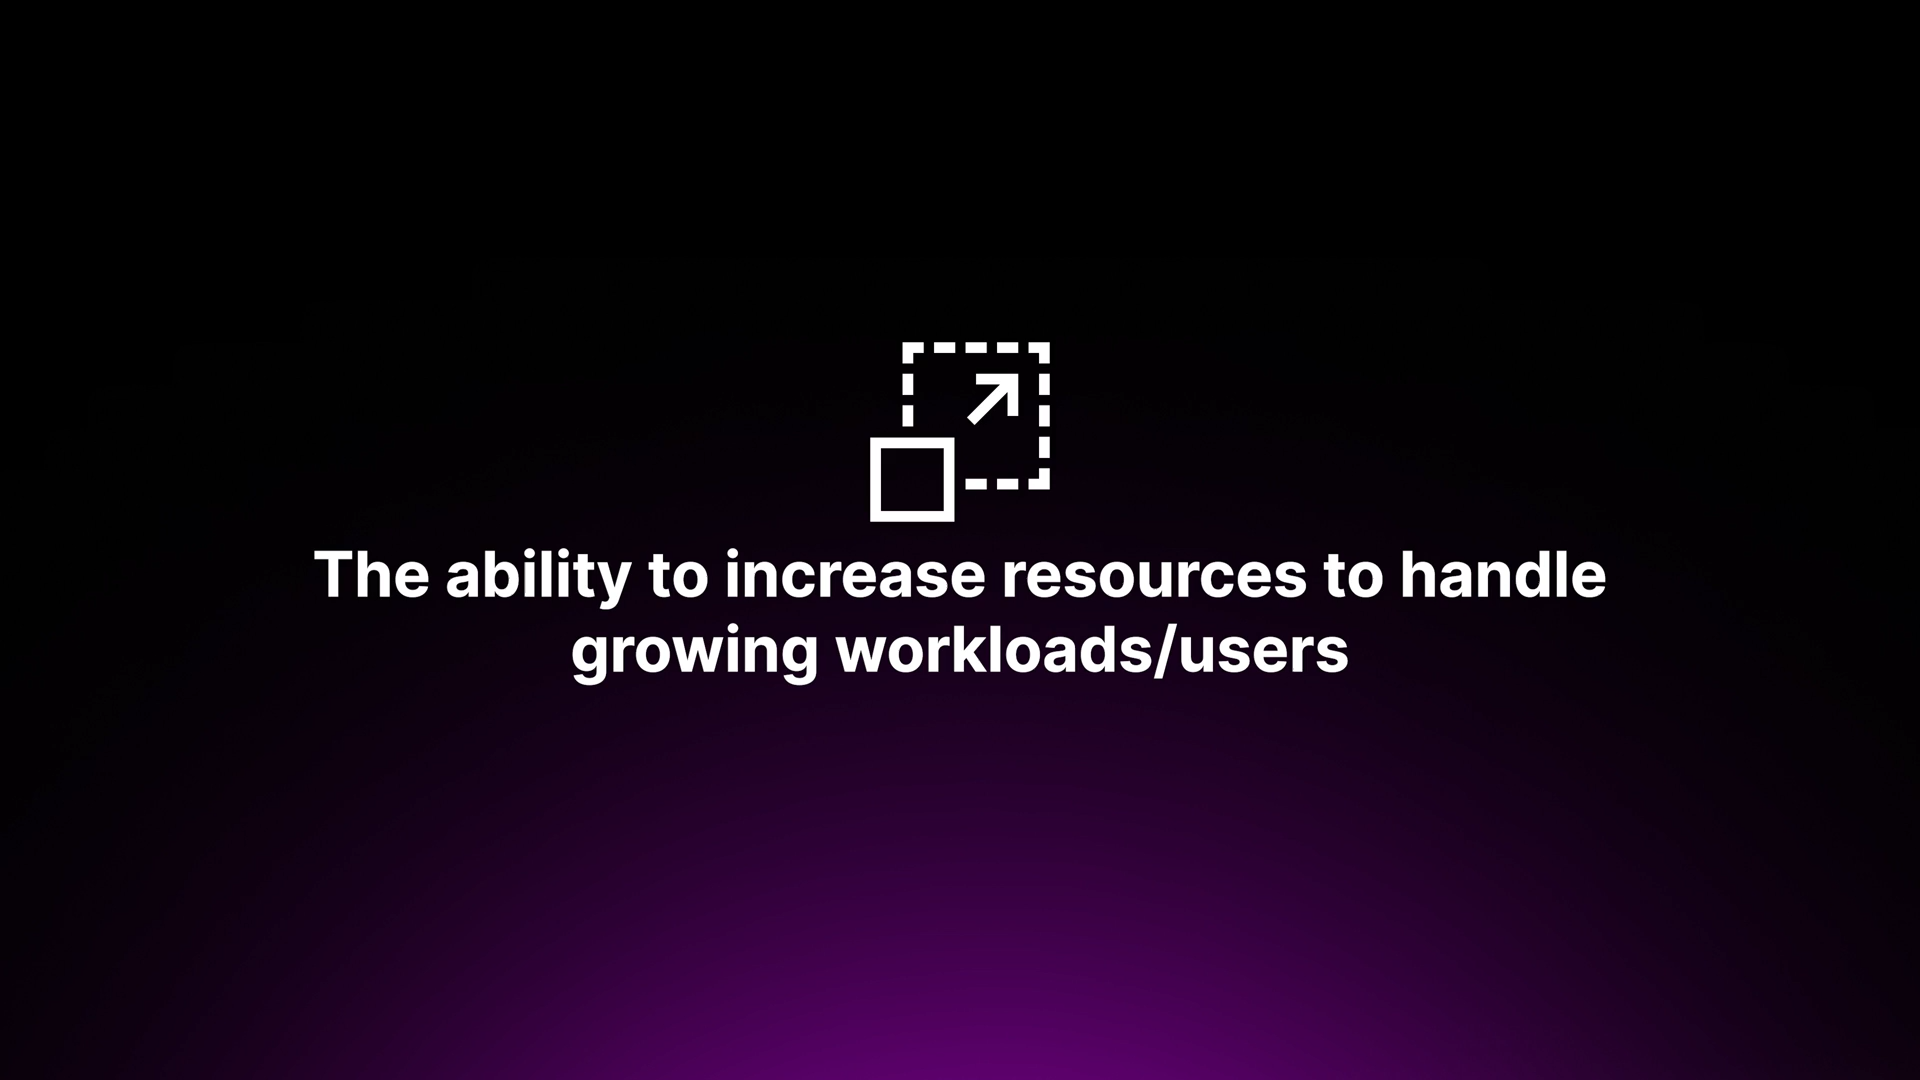 The ability to increase resources to handle
growing workloads/users